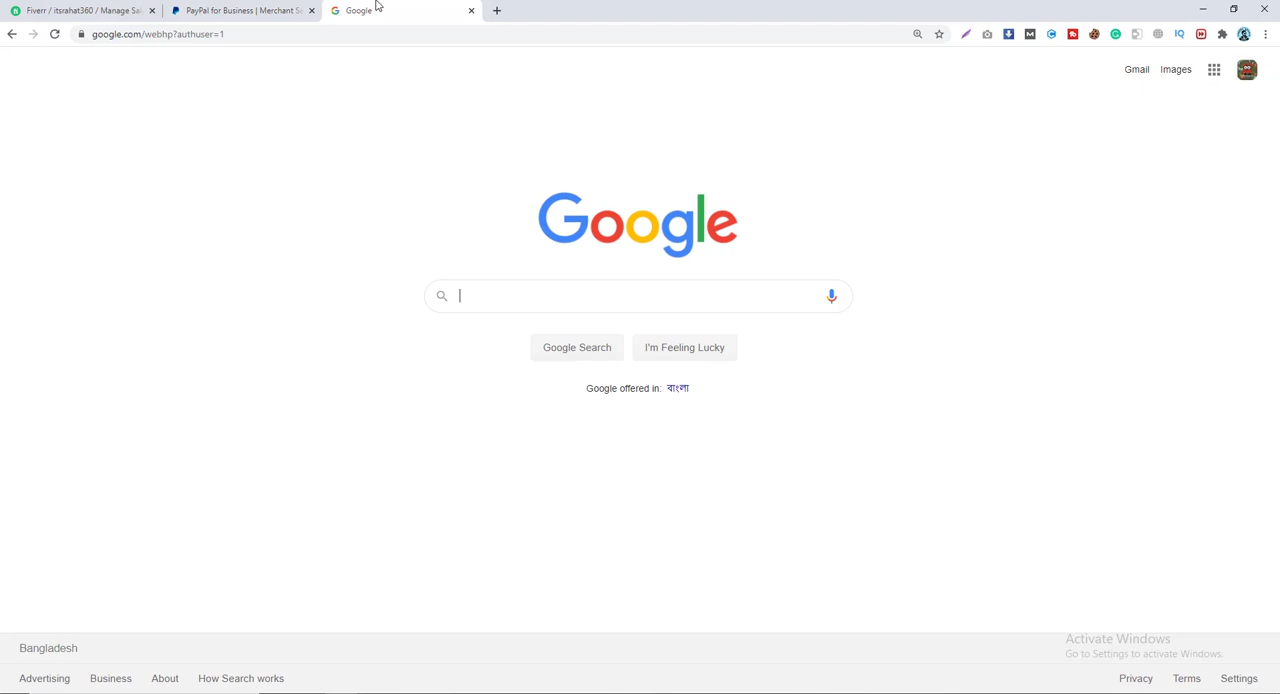 Fiverr / itsrahat360 / Manage Sal
PayPal for Business | Merchant Se
Google
google.com/webhp?authuser=1
Gmail
Images
Google
Google Search
I'm Feeling Lucky
Google offered in: বাংলা
Bangladesh
Activate Windows
Go to Settings to activate Windows.
Advertising
Business
About
How Search works
Privacy
Terms
Settings